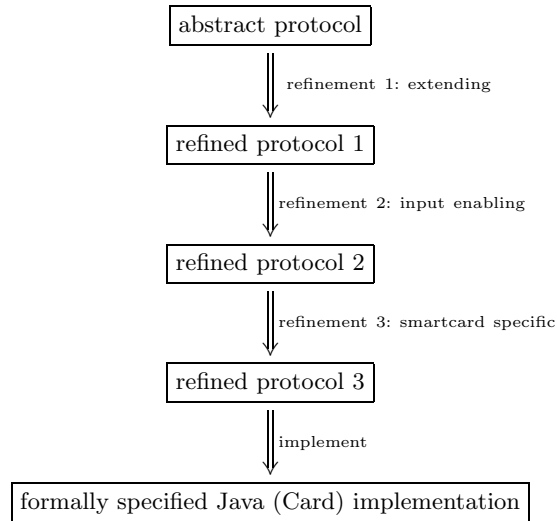 abstract protocol
refinement 1: extending
refined protocol 1
refinement 2: input enabling
refined protocol 2
refinement 3: smartcard specific
refined protocol 3
implement
formally specified Java (Card) implementation